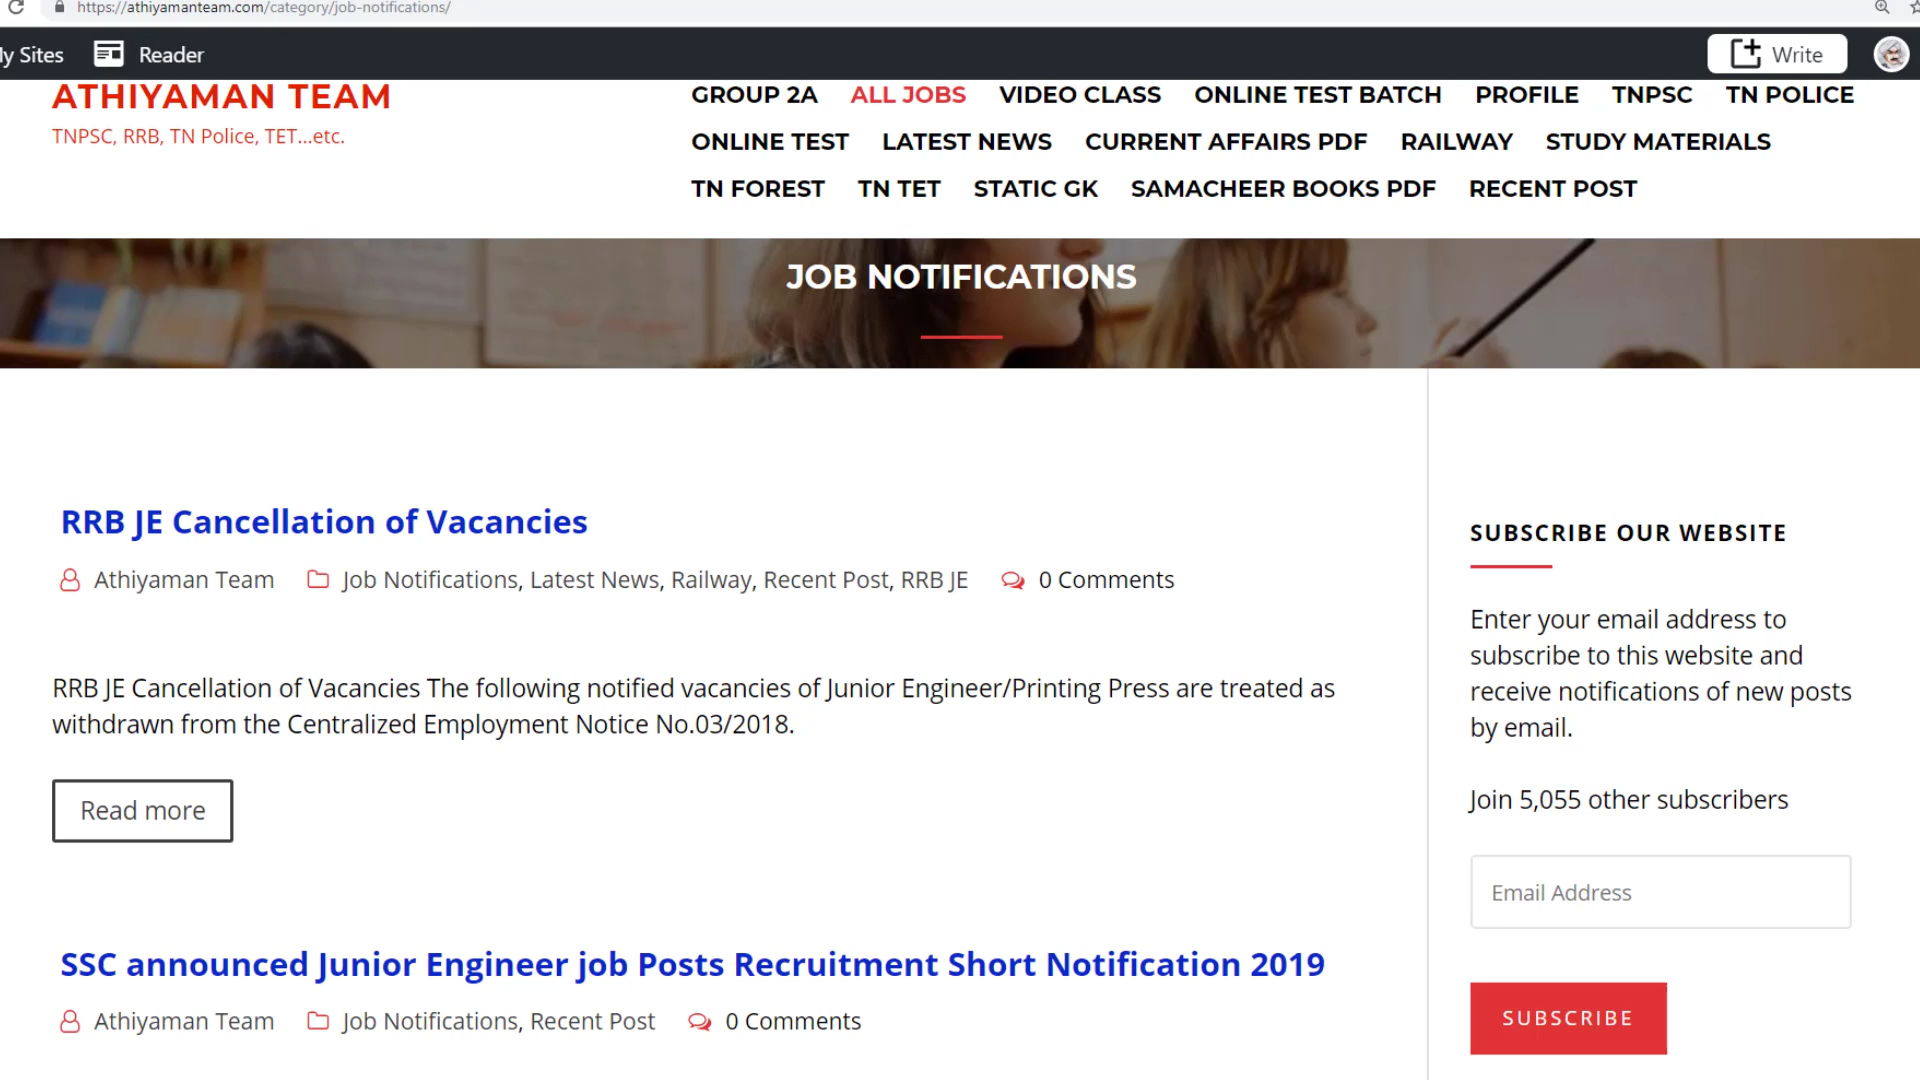 https://athiyamanteam.com/category/job-notifications/
My Sites
Reader
Write
ATHIYAMAN TEAM
TNPSC, RRB, TN Police, TET...etc.
GROUP 2A ALL JOBS VIDEO CLASS ONLINE TEST BATCH PROFILE TNPSC TN POLICE
ONLINE TEST LATEST NEWS CURRENT AFFAIRS PDF RAILWAY STUDY MATERIALS
TN FOREST TN TET STATIC GK SAMACHEER BOOKS PDF RECENT POST
JOB NOTIFICATIONS
RRB JE Cancellation of Vacancies
Athiyaman Team Job Notifications, Latest News, Railway, Recent Post, RRB JE 0 Comments
RRB JE Cancellation of Vacancies The following notified vacancies of Junior Engineer/Printing Press are treated as
withdrawn from the Centralized Employment Notice No.03/2018.
Read more
SSC announced Junior Engineer job Posts Recruitment Short Notification 2019
Athiyaman Team Job Notifications, Recent Post 0 Comments
SUBSCRIBE OUR WEBSITE
Enter your email address to
subscribe to this website and
receive notifications of new posts
by email.
Join 5,055 other subscribers
Email Address
SUBSCRIBE